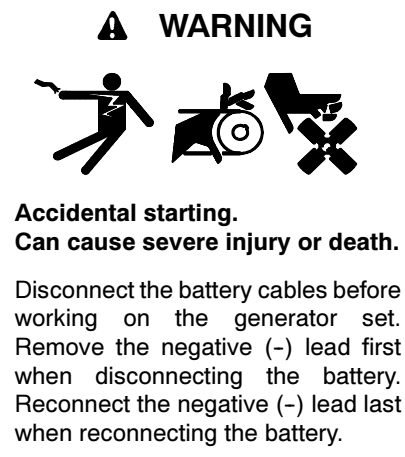 WARNING
Accidental starting.
Can cause severe injury or death.
Disconnect the battery cables before
working on the generator set.
Remove the negative (-) lead first
when disconnecting the battery.
Reconnect the negative (-) lead last
when reconnecting the battery.